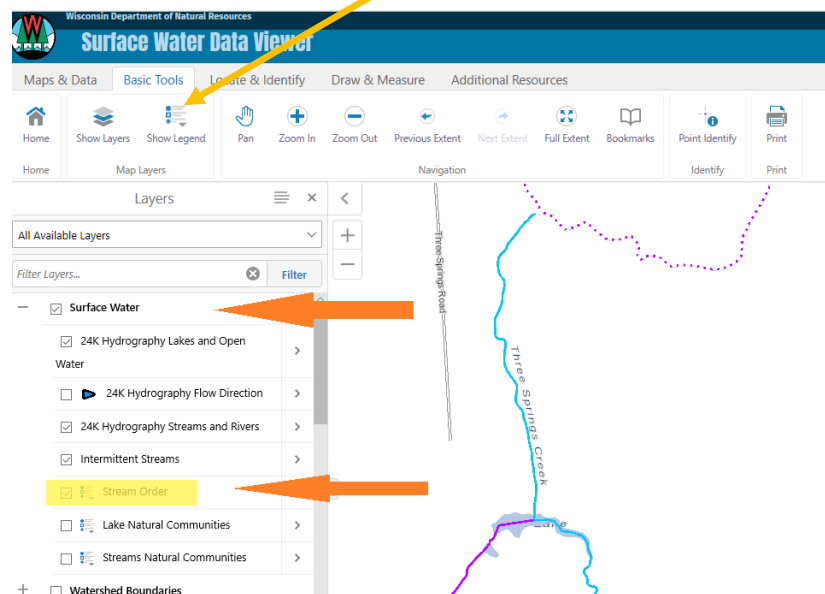 Wisconsin Department of Natural Resources
Surface Water Data Viewer
Maps & Data Basic Tools Locate & Identify Draw & Measure Additional Resources
Home Show Layers Show Legend Pan Zoom In Zoom Out Previous Extent Next Extent Full Extent Bookmarks Point Identify Print
Home Map Layers Navigation Identify Print
Layers
All Available Layers
Filter Layers... Filter
Surface Water
24K Hydrography Lakes and Open
Water
24K Hydrography Flow Direction
24K Hydrography Streams and Rivers
Intermittent Streams
Stream Order
Lake Natural Communities
Streams Natural Communities
Watershed Boundaries
Three Springs Road
Three Springs Creek